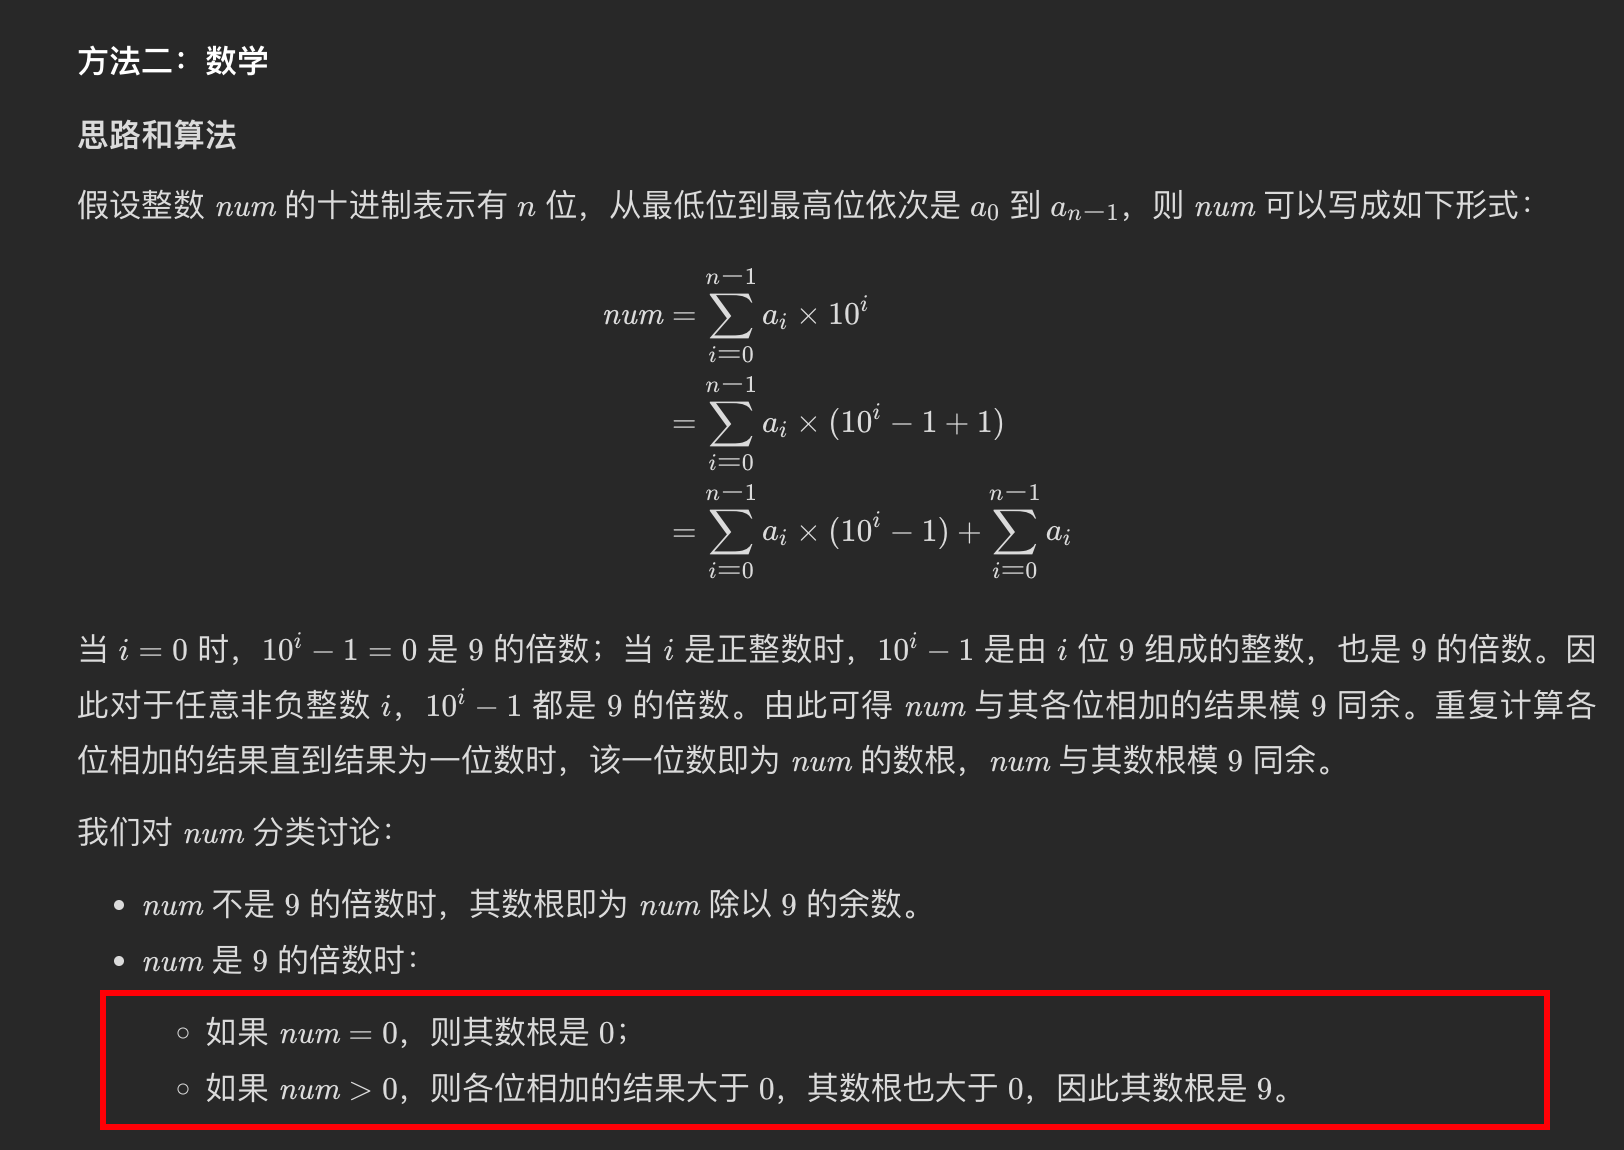 方法二：数学
思路和算法
假设整数 num 的十进制表示有 n 位，从最低位到最高位依次是 a_0 到 a_{n−1}，则 num 可以写成如下形式：
num = \sum_{i=0}^{n−1} a_i × 10^i
= \sum_{i=0}^{n−1} a_i × (10^i − 1 + 1)
= \sum_{i=0}^{n−1} a_i × (10^i − 1) + \sum_{i=0}^{n−1} a_i
当 i = 0 时，10^i − 1 = 0 是 9 的倍数；当 i 是正整数时，10^i − 1 是由 i 位 9 组成的整数，也是 9 的倍数。因
此对于任意非负整数 i，10^i − 1 都是 9 的倍数。由此可得 num 与其各位相加的结果模 9 同余。重复计算各
位相加的结果直到结果为一位数时，该一位数即为 num 的数根，num 与其数根模 9 同余。
我们对 num 分类讨论：
• num 不是 9 的倍数时，其数根即为 num 除以 9 的余数。
• num 是 9 的倍数时：
○ 如果 num = 0，则其数根是 0；
○ 如果 num > 0，则各位相加的结果大于 0，其数根也大于 0，因此其数根是 9。